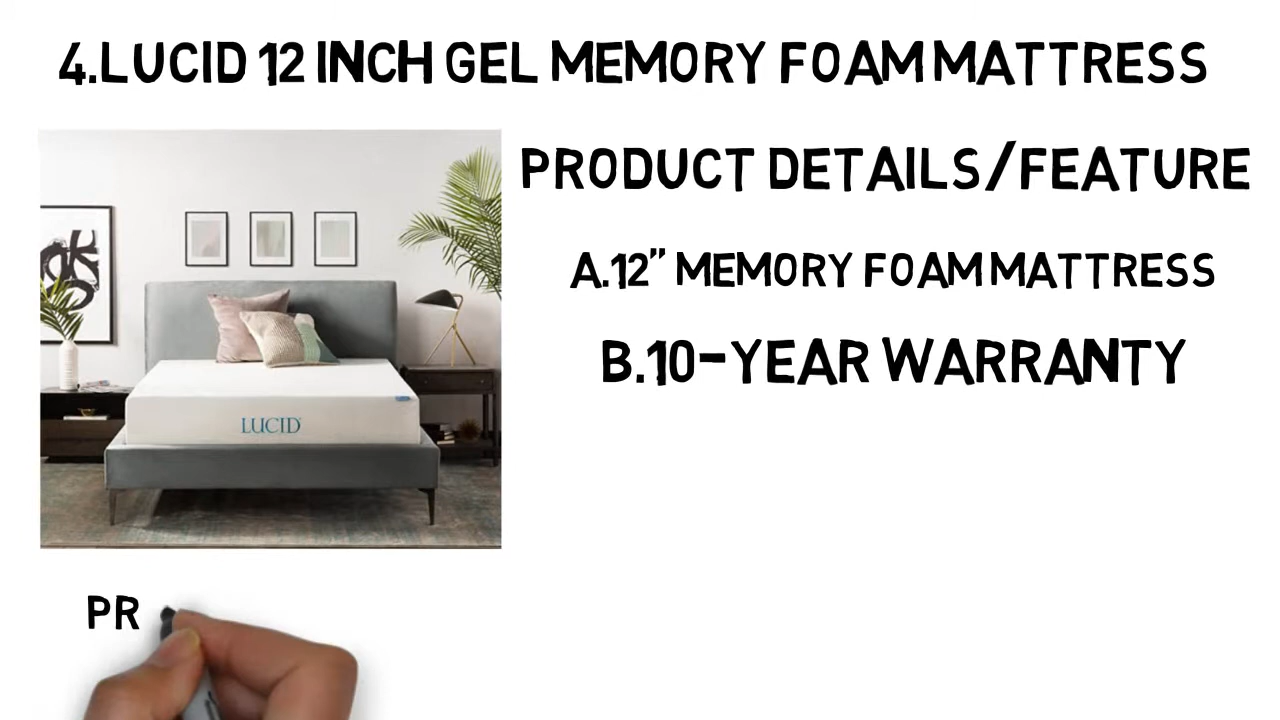 4.LUCID 12 INCH GEL MEMORY FOAM MATTRESS
PRODUCT DETAILS/FEATURE
A.12" MEMORY FOAM MATTRESS
B.10-YEAR WARRANTY
LUCID
PR